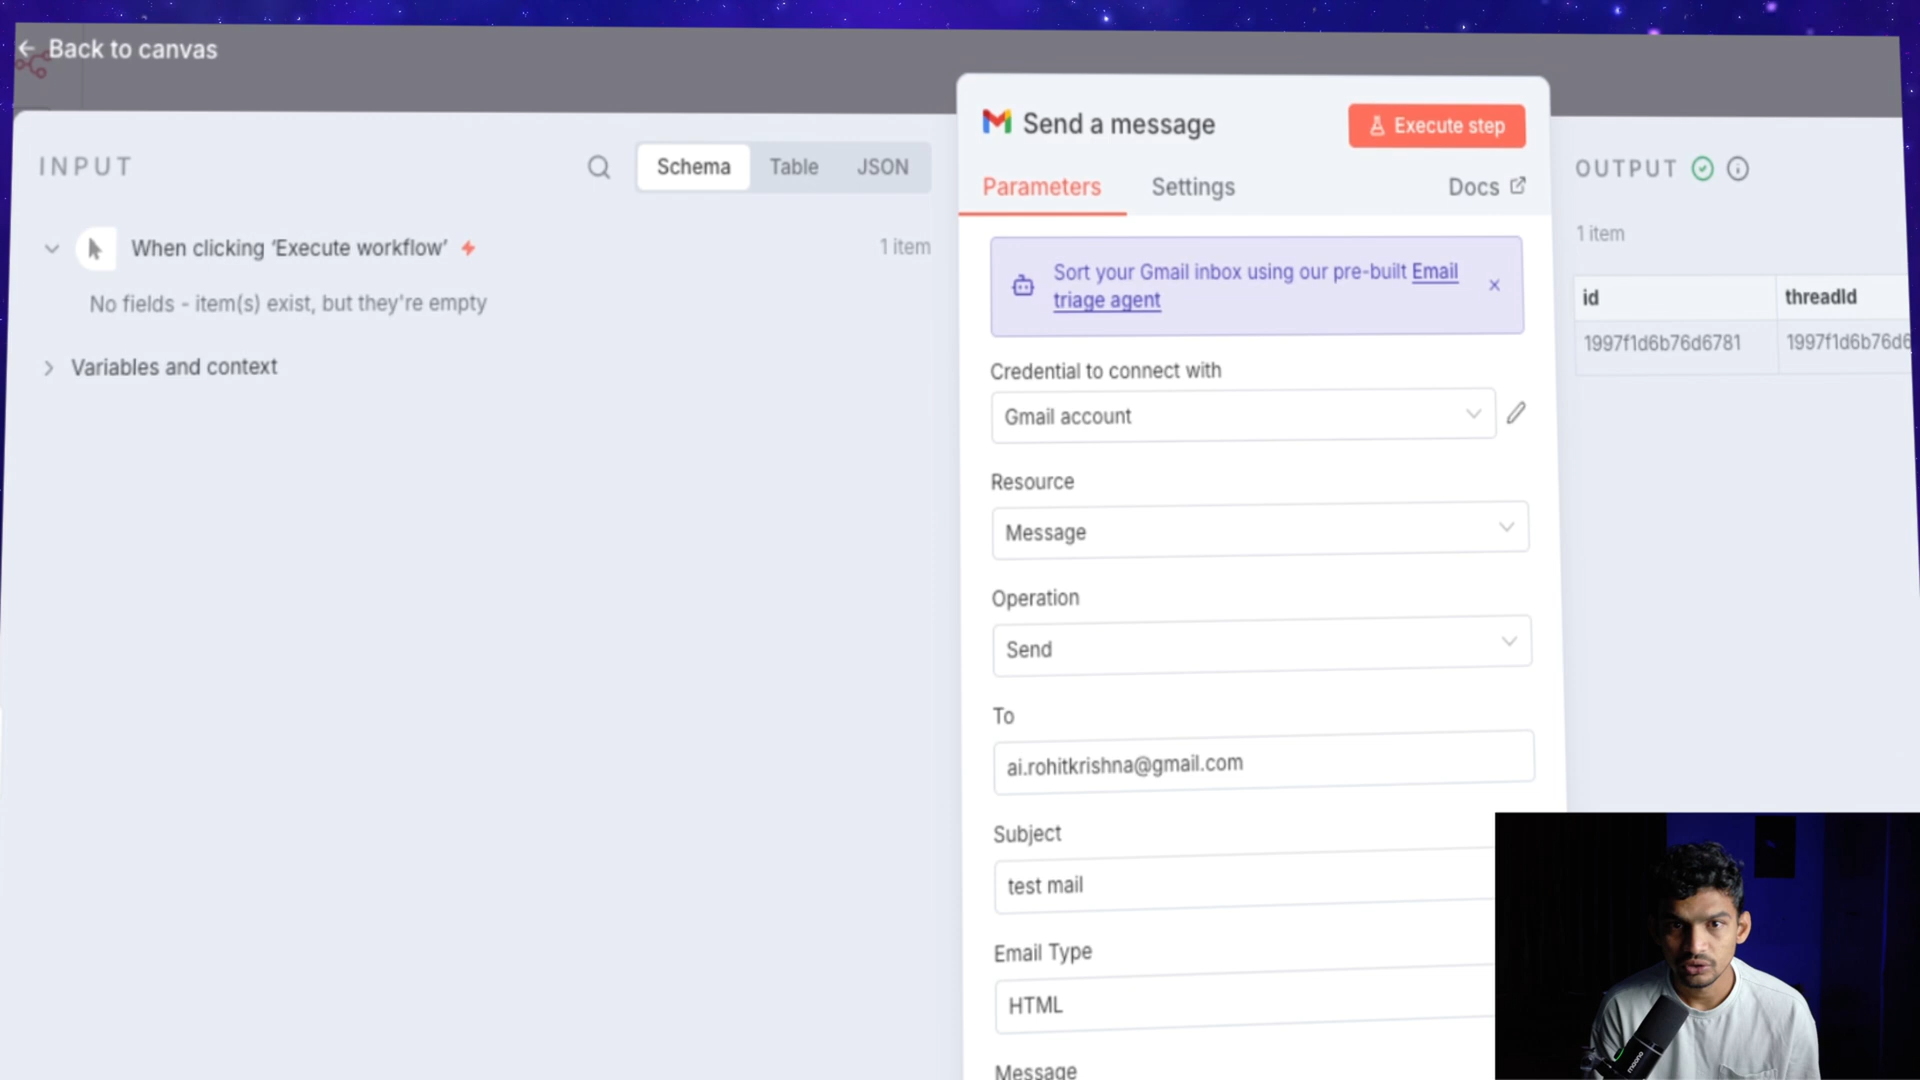 Back to canvas
INPUT
Schema
Table
JSON
When clicking ‘Execute workflow’
1 item
No fields - item(s) exist, but they're empty
Variables and context
Send a message
Execute step
Parameters
Settings
Docs
Sort your Gmail inbox using our pre-built Email
triage agent
Credential to connect with
Gmail account
Resource
Message
Operation
Send
To
ai.rohitkrishna@gmail.com
Subject
test mail
Email Type
HTML
Message
OUTPUT
1 item
id
threadId
1997f1d6b76d6781
1997f1d6b76d6
maono